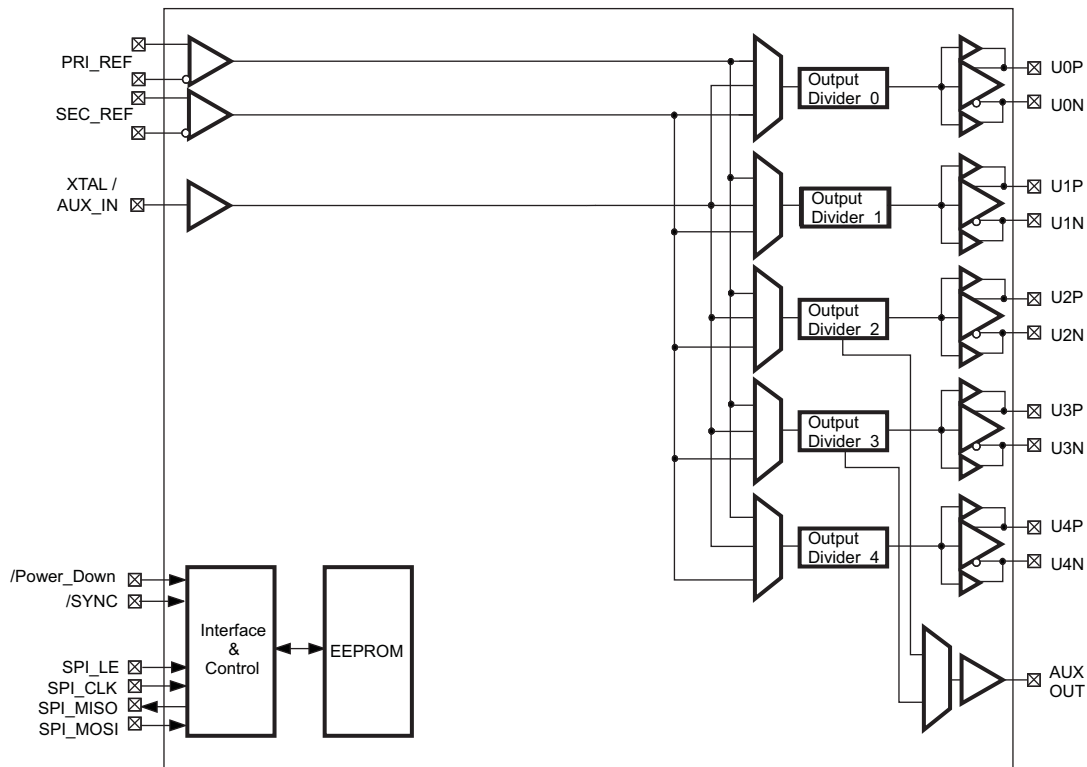 PRI_REF
SEC_REF
XTAL /
AUX_IN
Output
Divider_0
U0P
U0N
Output
Divider_1
U1P
U1N
Output
Divider_2
U2P
U2N
Output
Divider_3
U3P
U3N
Output
Divider_4
U4P
U4N
/Power_Down
/SYNC
SPI_LE
SPI_CLK
SPI_MISO
SPI_MOSI
Interface
&
Control
EEPROM
AUX
OUT